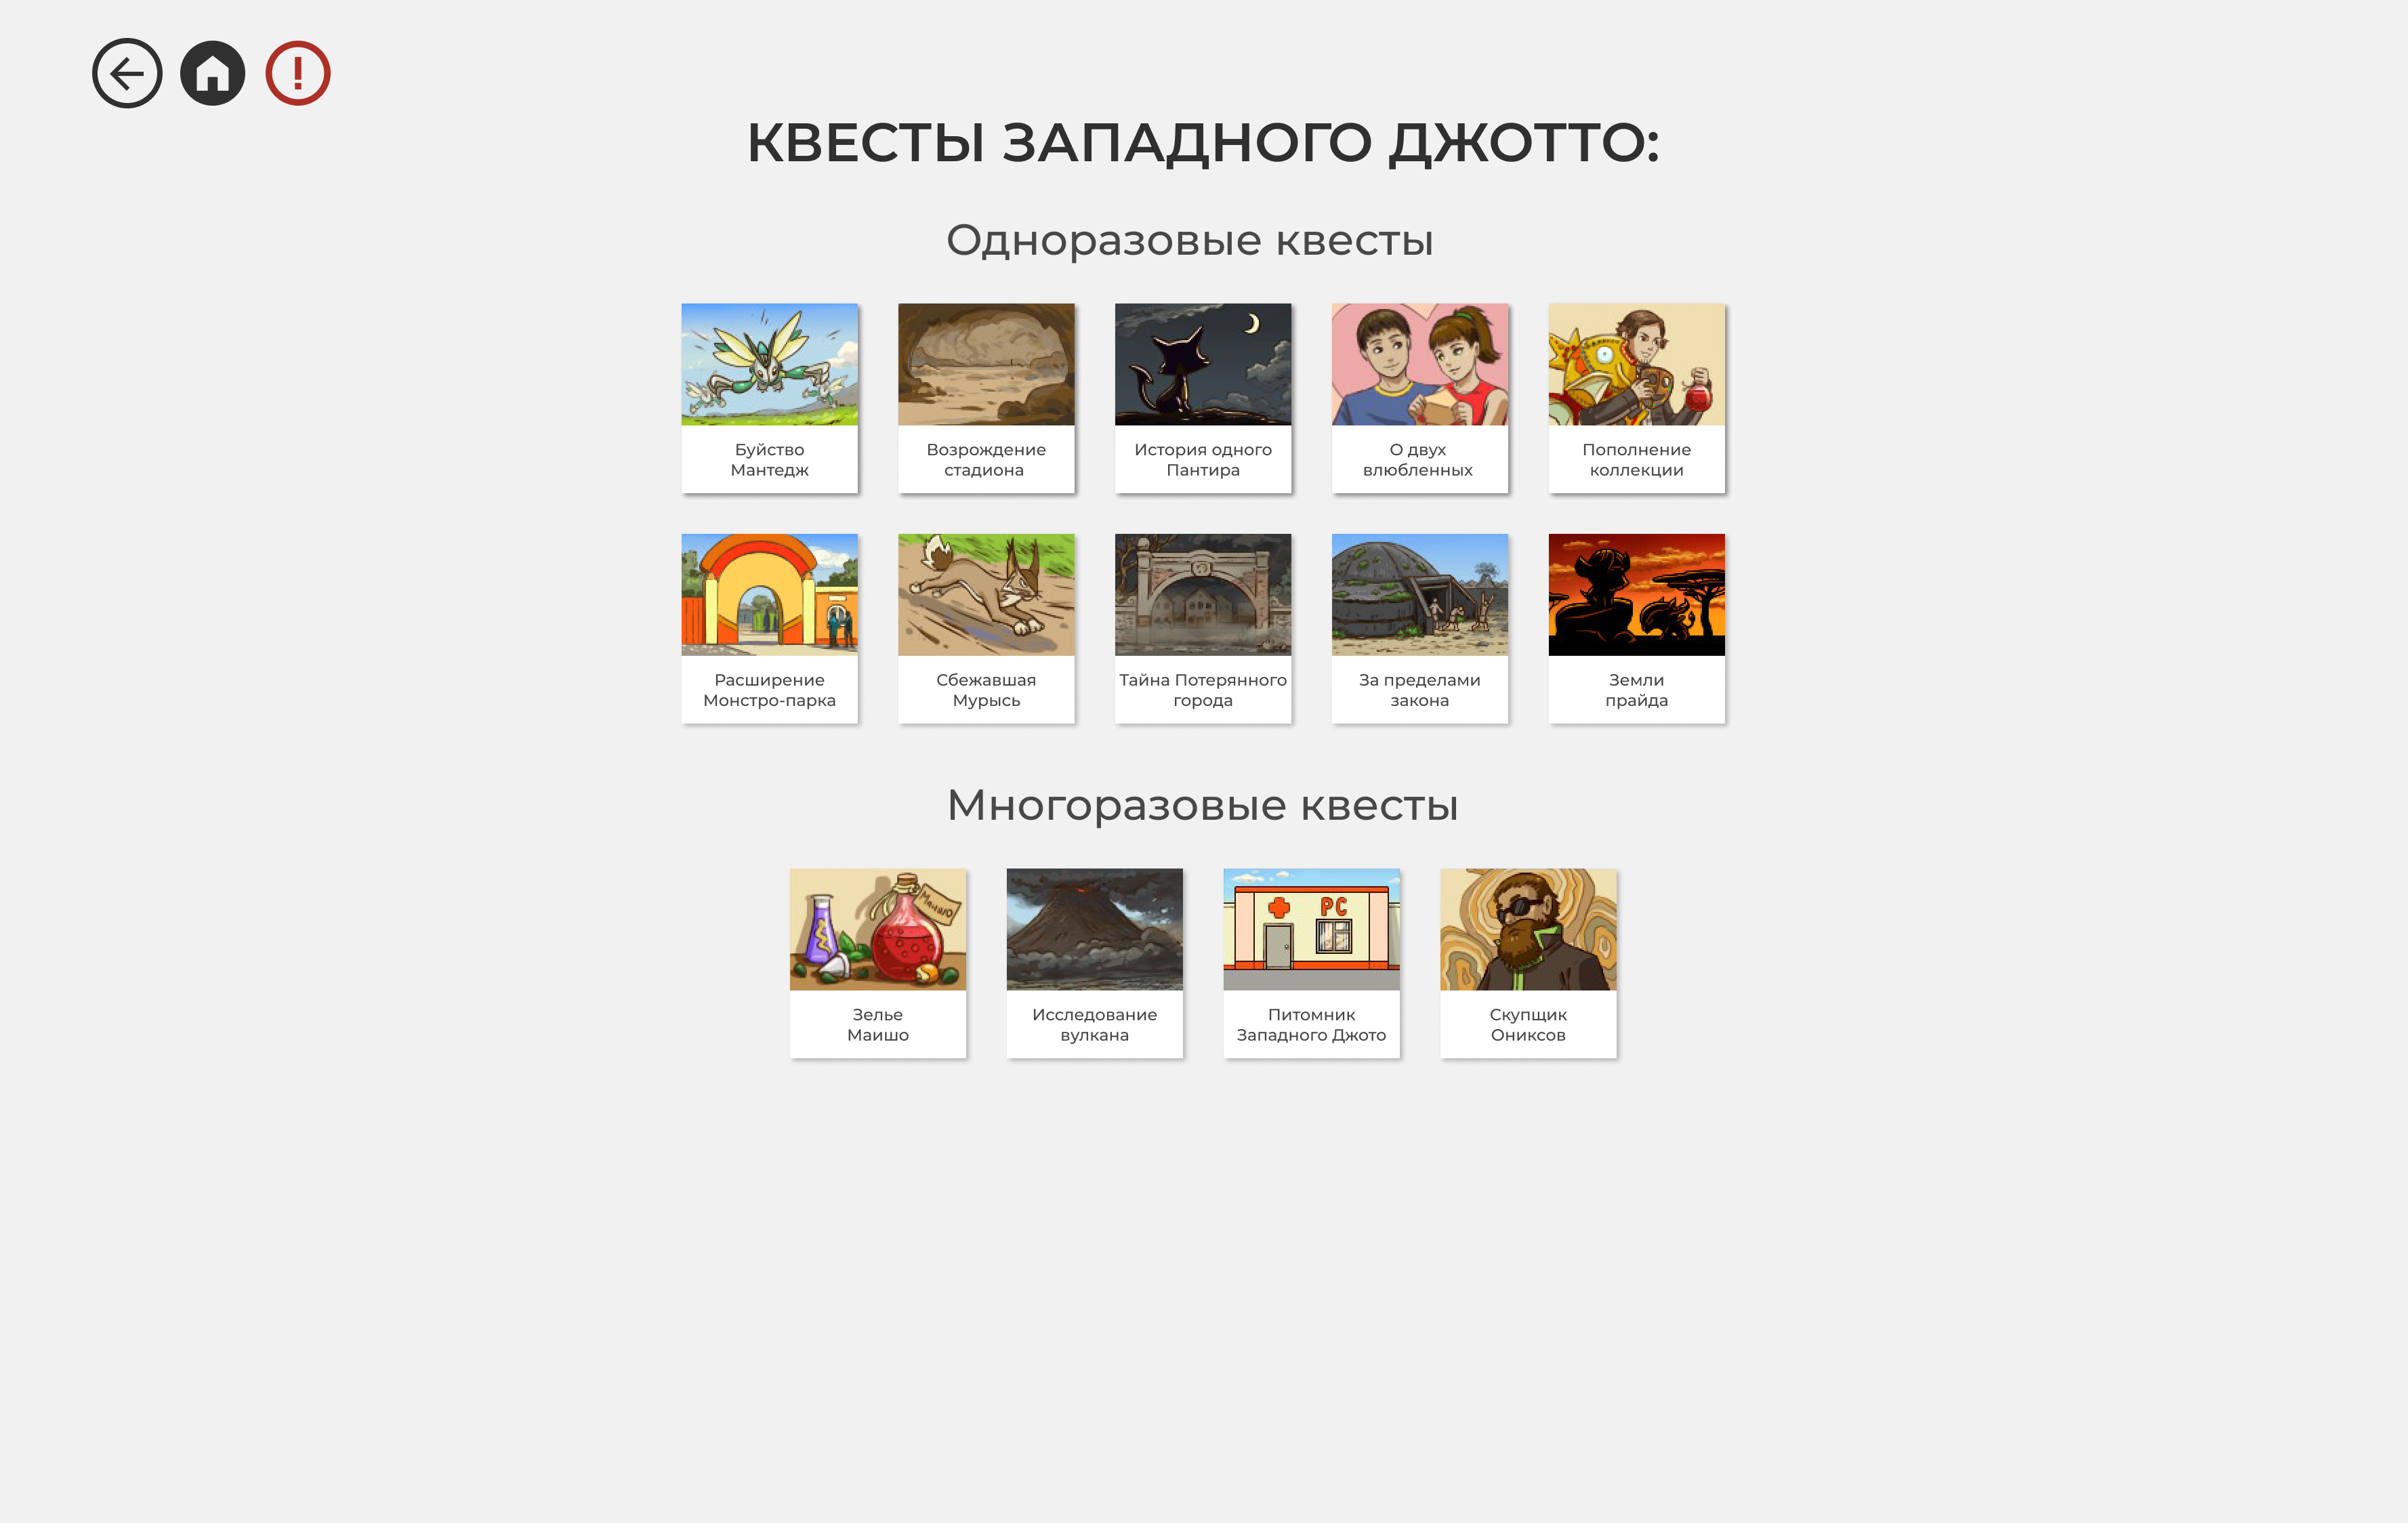 КВЕСТЫ ЗАПАДНОГО ДЖОТТО:
Одноразовые квесты
Буйство
Мантедж
Возрождение
стадиона
История одного
Пантира
О двух
влюбленных
Пополнение
коллекции
Расширение
Монстро-парка
Сбежавшая
Мурысь
Тайна Потерянного
города
За пределами
закона
Земли
прайда
Многоразовые квесты
Маишо
Зелье
Маишо
Исследование
вулкана
PC
Питомник
Западного Джото
Скупщик
Ониксов